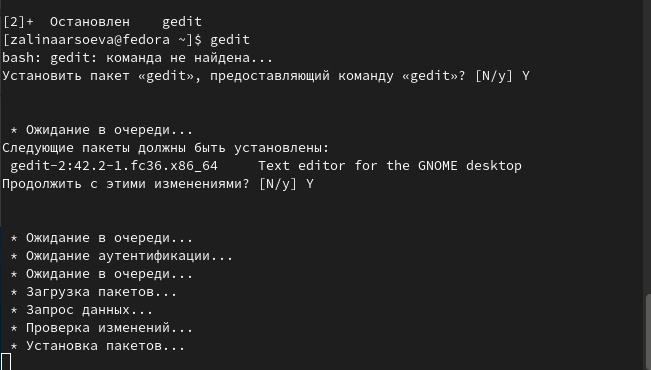 [2]+  Остановлен    gedit
[zalinaarsoeva@fedora ~]$ gedit
bash: gedit: команда не найдена...
Установить пакет «gedit», предоставляющий команду «gedit»? [N/y] Y
* Ожидание в очереди...
Следующие пакеты должны быть установлены:
gedit-2:42.2-1.fc36.x86_64     Text editor for the GNOME desktop
Продолжить с этими изменениями? [N/y] Y
* Ожидание в очереди...
* Ожидание аутентификации...
* Ожидание в очереди...
* Загрузка пакетов...
* Запрос данных...
* Проверка изменений...
* Установка пакетов...